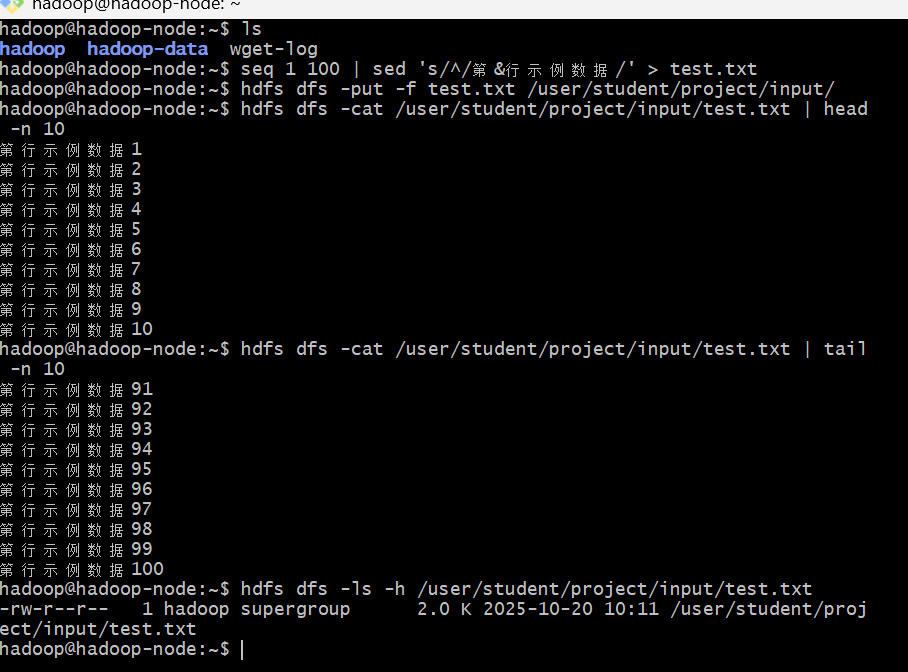 hadoop@hadoop-node: ~
hadoop@hadoop-node:~$ ls
hadoop  hadoop-data  wget-log
hadoop@hadoop-node:~$ seq 1 100 | sed 's/^/第&行示例数据/' > test.txt
hadoop@hadoop-node:~$ hdfs dfs -put -f test.txt /user/student/project/input/
hadoop@hadoop-node:~$ hdfs dfs -cat /user/student/project/input/test.txt | head
 -n 10
第行示例数据1
第行示例数据2
第行示例数据3
第行示例数据4
第行示例数据5
第行示例数据6
第行示例数据7
第行示例数据8
第行示例数据9
第行示例数据10
hadoop@hadoop-node:~$ hdfs dfs -cat /user/student/project/input/test.txt | tail
 -n 10
第行示例数据91
第行示例数据92
第行示例数据93
第行示例数据94
第行示例数据95
第行示例数据96
第行示例数据97
第行示例数据98
第行示例数据99
第行示例数据100
hadoop@hadoop-node:~$ hdfs dfs -ls -h /user/student/project/input/test.txt
-rw-r--r--   1 hadoop supergroup      2.0 K 2025-10-20 10:11 /user/student/proj
ect/input/test.txt
hadoop@hadoop-node:~$